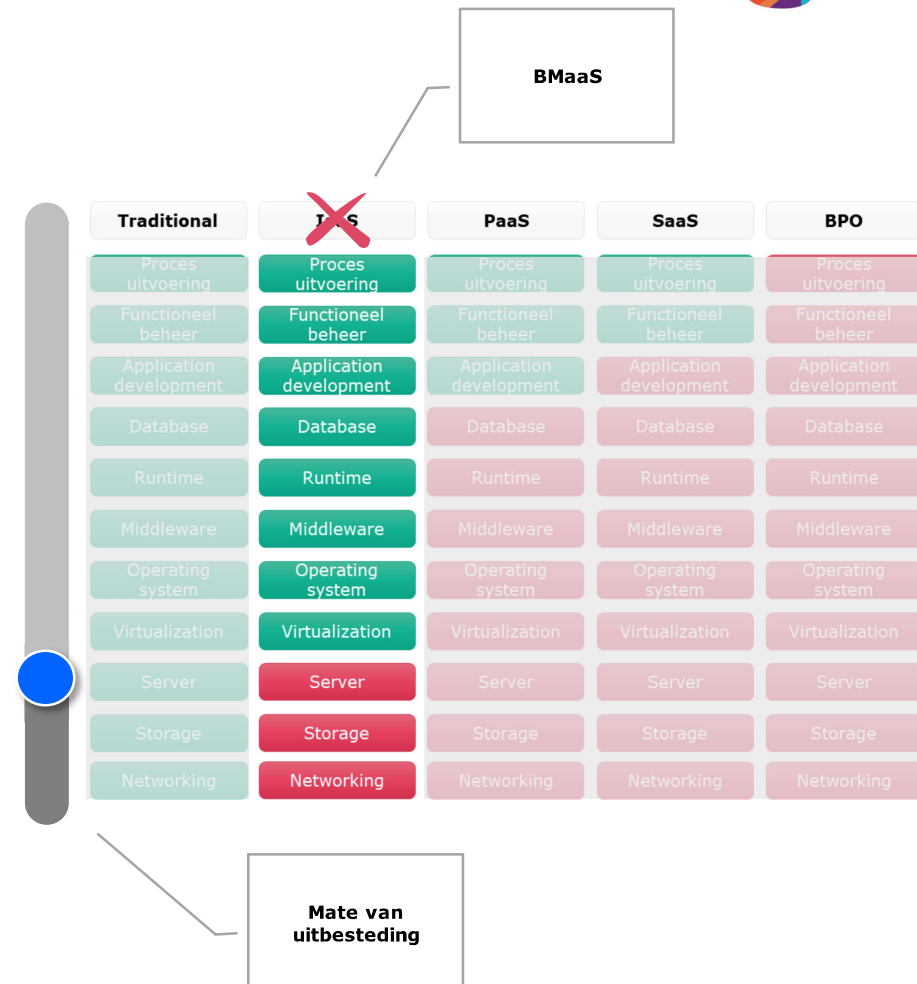 BMaaS
Traditional
PaaS
SaaS
BPO
Proces
uitvoering
Proces
uitvoering
Proces
uitvoering
Proces
uitvoering
Proces
uitvoering
Functioneel
beheer
Functioneel
beheer
Functioneel
beheer
Functioneel
beheer
Functioneel
beheer
Application
development
Application
development
Application
development
Application
development
Application
development
Database
Database
Database
Database
Database
Runtime
Runtime
Runtime
Runtime
Runtime
Middleware
Middleware
Middleware
Middleware
Middleware
Operating
system
Operating
system
Operating
system
Operating
system
Operating
system
Virtualization
Virtualization
Virtualization
Virtualization
Virtualization
Server
Server
Server
Server
Server
Storage
Storage
Storage
Storage
Storage
Networking
Networking
Networking
Networking
Networking
Mate van
uitbesteding